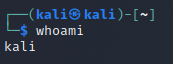 ┌──(kali㉿kali)-[~]
└─$ whoami
kali